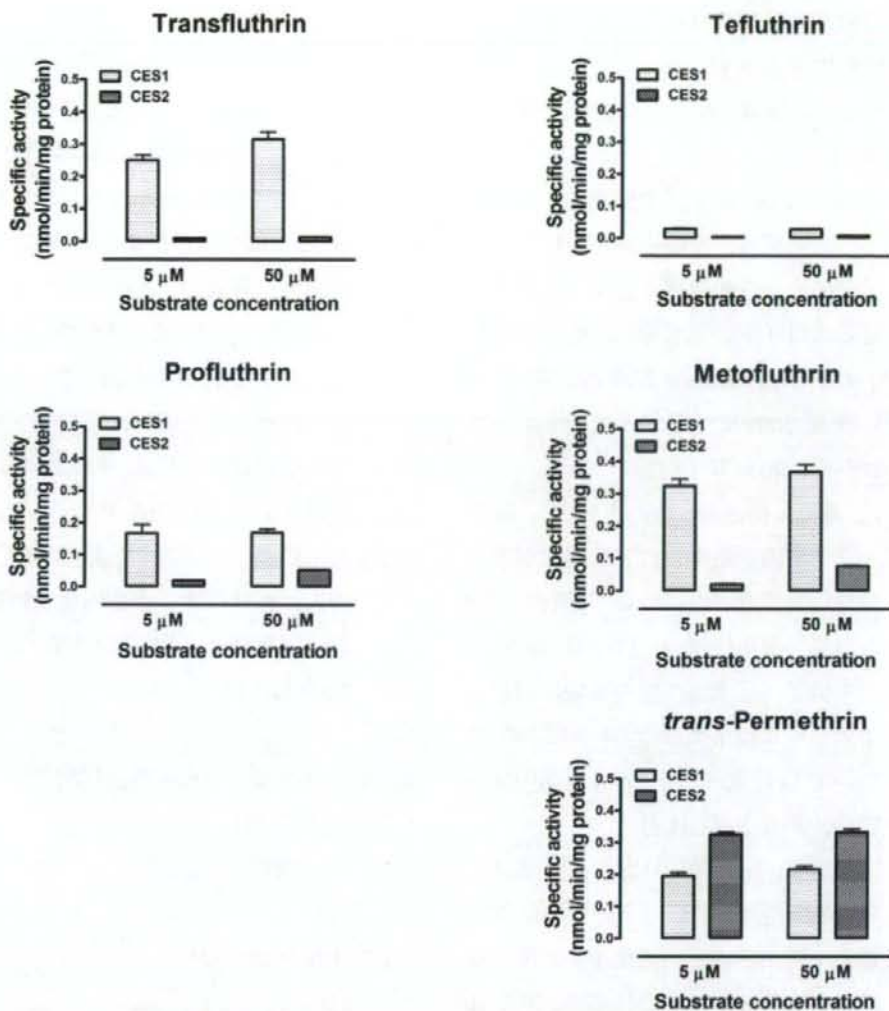 Transfluthrin
Specific activity
(nmol/min/mg protein)
0.5
0.4
0.3
0.2
0.1
0.0
CES1
CES2
5 μM
50 μM
Substrate concentration
Tefluthrin
Specific activity
(nmol/min/mg protein)
0.5
0.4
0.3
0.2
0.1
0.0
CES1
CES2
5 μM
50 μM
Substrate concentration
Profluthrin
Specific activity
(nmol/min/mg protein)
0.5
0.4
0.3
0.2
0.1
0.0
CES1
CES2
5 μM
50 μM
Substrate concentration
Metofluthrin
Specific activity
(nmol/min/mg protein)
0.5
0.4
0.3
0.2
0.1
0.0
CES1
CES2
5 μM
50 μM
Substrate concentration
trans-Permethrin
Specific activity
(nmol/min/mg protein)
0.5
0.4
0.3
0.2
0.1
0.0
CES1
CES2
5 μM
50 μM
Substrate concentration